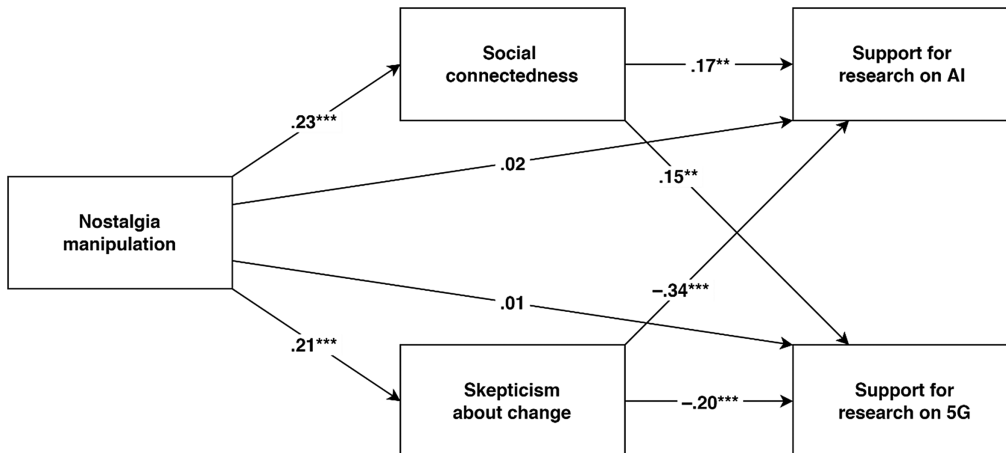 Social
connectedness
Support for
research on AI
.17**
.23***
.02
.15**
Nostalgia
manipulation
–.34***
.01
.21***
Skepticism
about change
Support for
research on 5G
–.20***